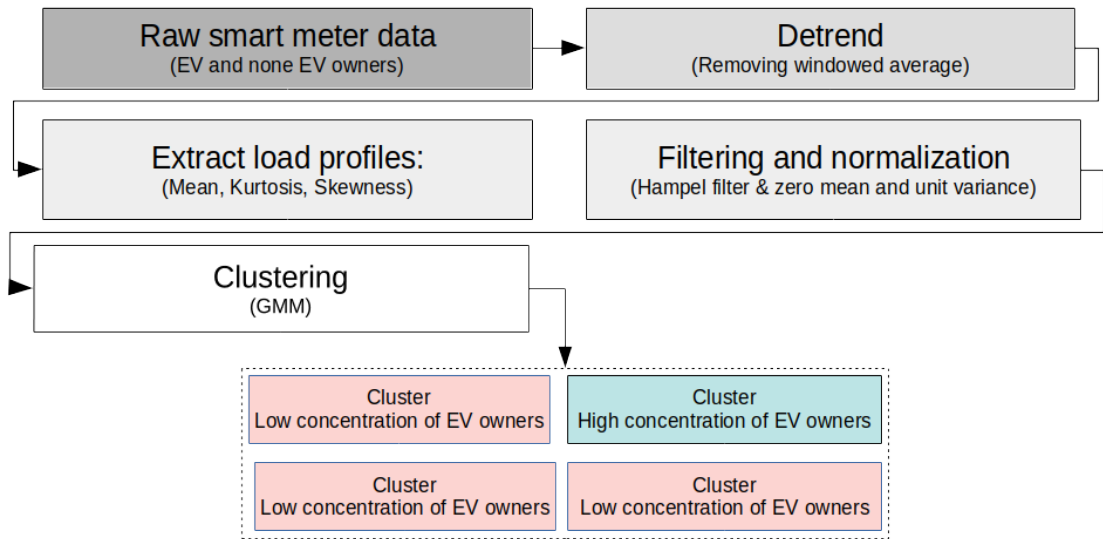 Raw smart meter data
(EV and none EV owners)
Detrend
(Removing windowed average)
Extract load profiles:
(Mean, Kurtosis, Skewness)
Filtering and normalization
(Hampel filter & zero mean and unit variance)
Clustering
(GMM)
Cluster
Low concentration of EV owners
Cluster
High concentration of EV owners
Cluster
Low concentration of EV owners
Cluster
Low concentration of EV owners